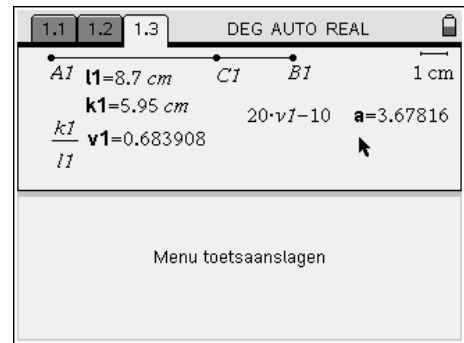 1.1 1.2 1.3 DEG AUTO REAL
A1 l1=8.7 cm C1 B1 1 cm
k1=5.95 cm
k1/l1 v1=0.683908 20·v1-10 a=3.67816
Menu toetsaanslagen